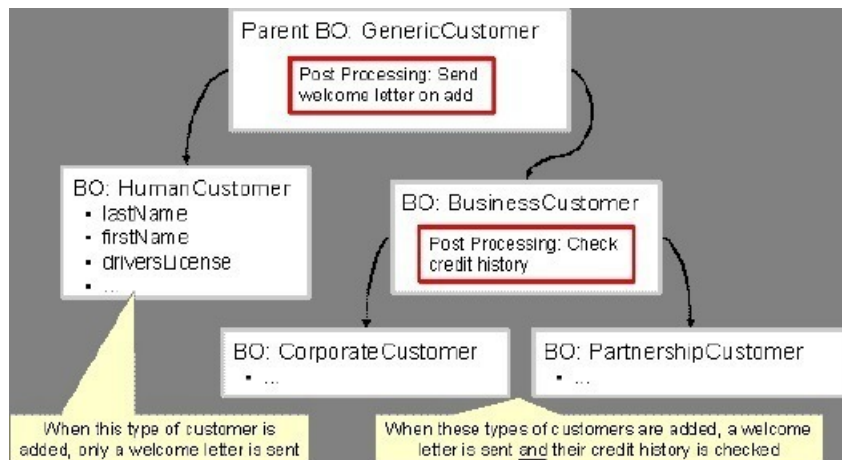 Parent BO: GenericCustomer
Post Processing: Send
welcome letter on add
BO: HumanCustomer
▪ lastName
▪ firstName
▪ driversLicense
▪ ...
BO: BusinessCustomer
Post Processing: Check
credit history
BO: CorporateCustomer
▪ ...
BO: PartnershipCustomer
▪ ...
When this type of customer is
added, only a welcome letter is sent
When these types of customers are added, a welcome
letter is sent and their credit history is checked